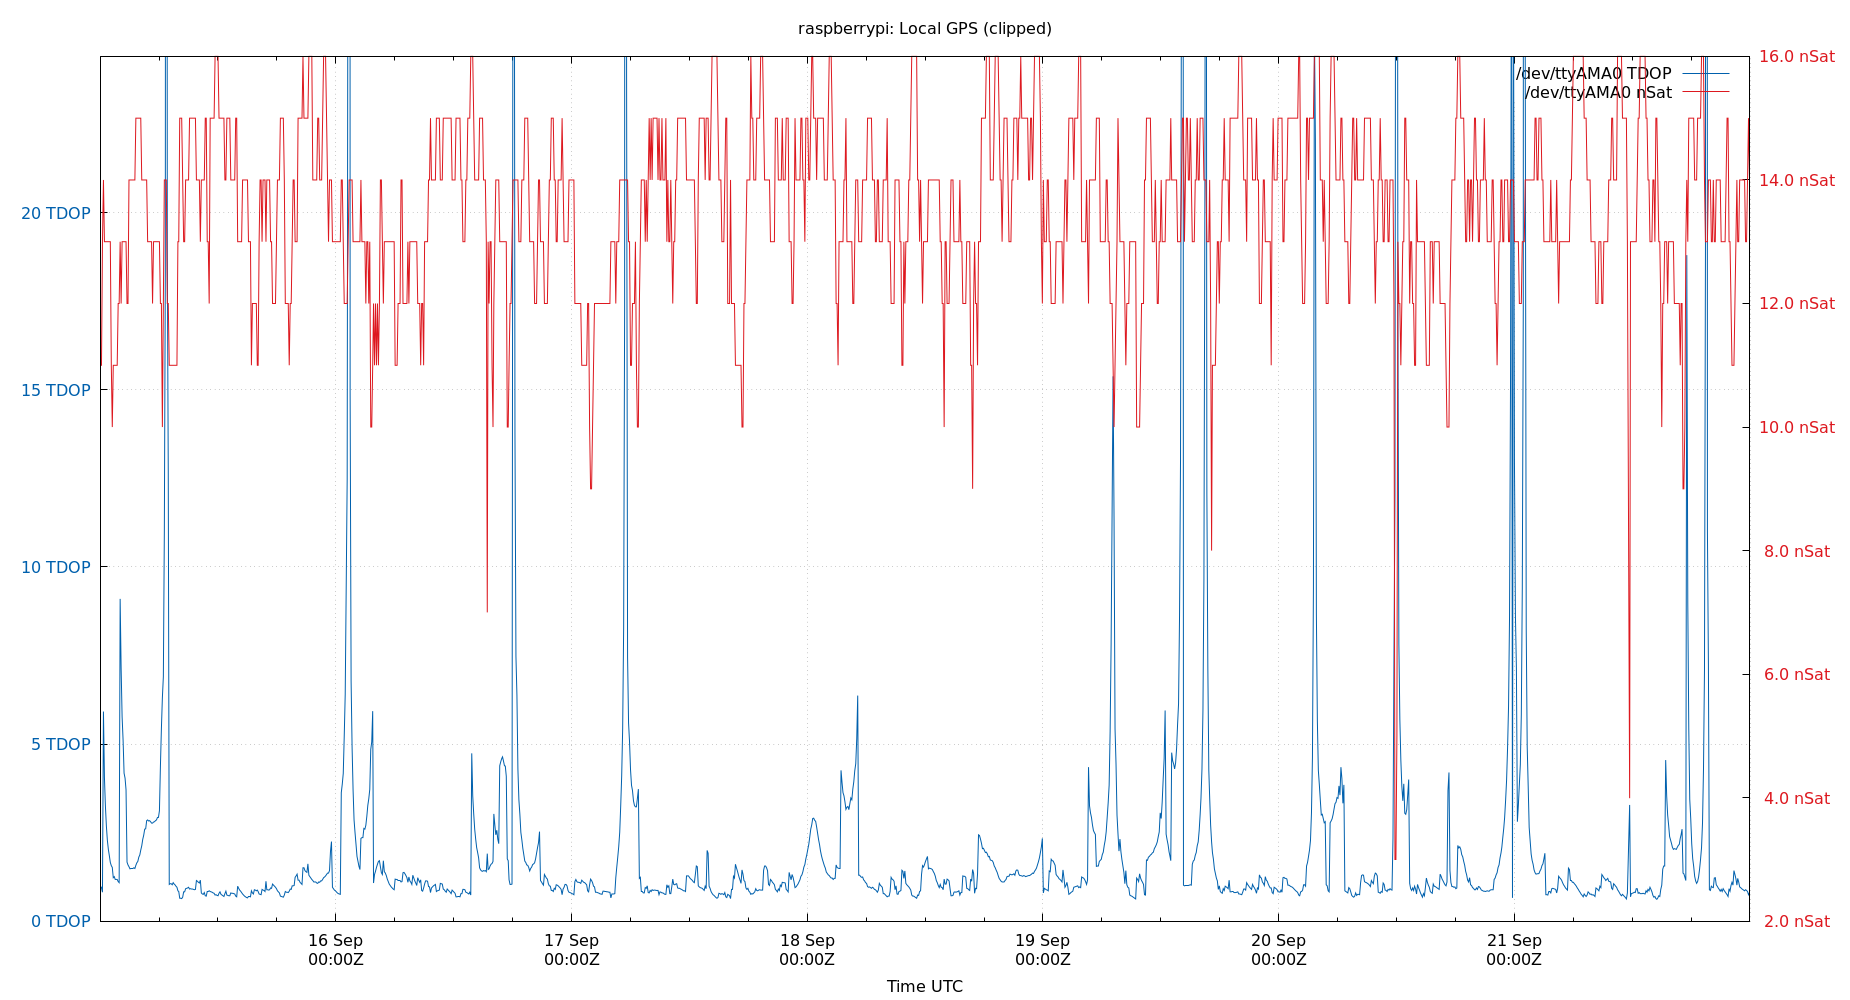 raspberrypi: Local GPS (clipped)
/dev/ttyAMA0 TDOP
/dev/ttyAMA0 nSat
20 TDOP
15 TDOP
10 TDOP
5 TDOP
0 TDOP
16.0 nSat
14.0 nSat
12.0 nSat
10.0 nSat
8.0 nSat
6.0 nSat
4.0 nSat
2.0 nSat
16 Sep
00:00Z
17 Sep
00:00Z
18 Sep
00:00Z
19 Sep
00:00Z
20 Sep
00:00Z
21 Sep
00:00Z
Time UTC